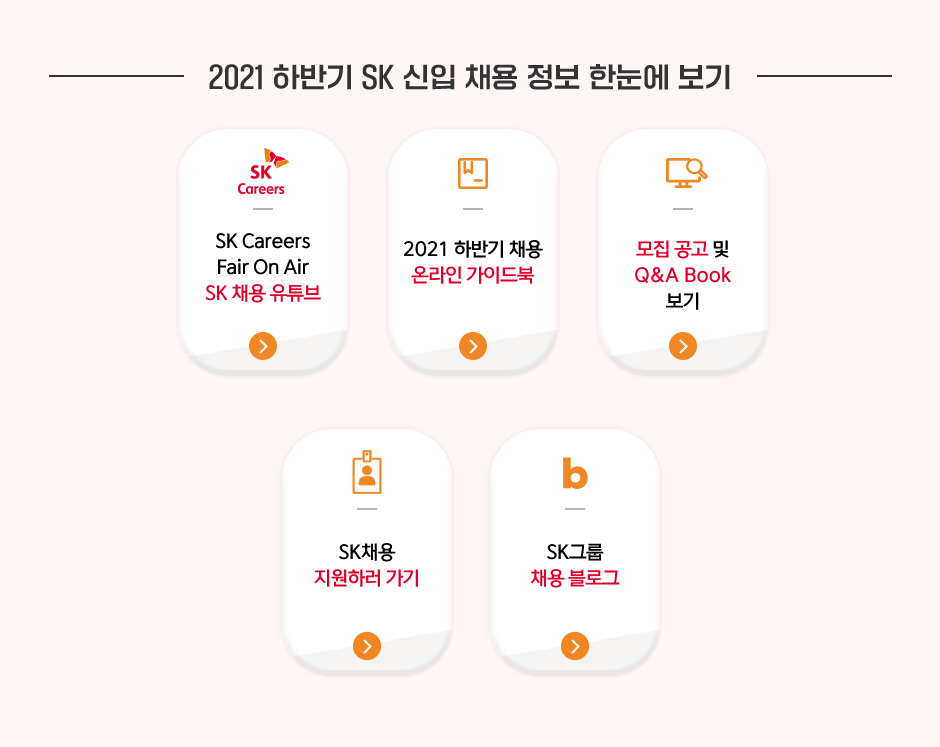 2021 하반기 SK 신입 채용 정보 한눈에 보기
SK
Careers
SK Careers
Fair On Air
SK 채용 유튜브
2021 하반기 채용
온라인 가이드북
모집 공고 및
Q&A Book
보기
SK채용
지원하러 가기
b
SK그룹
채용 블로그